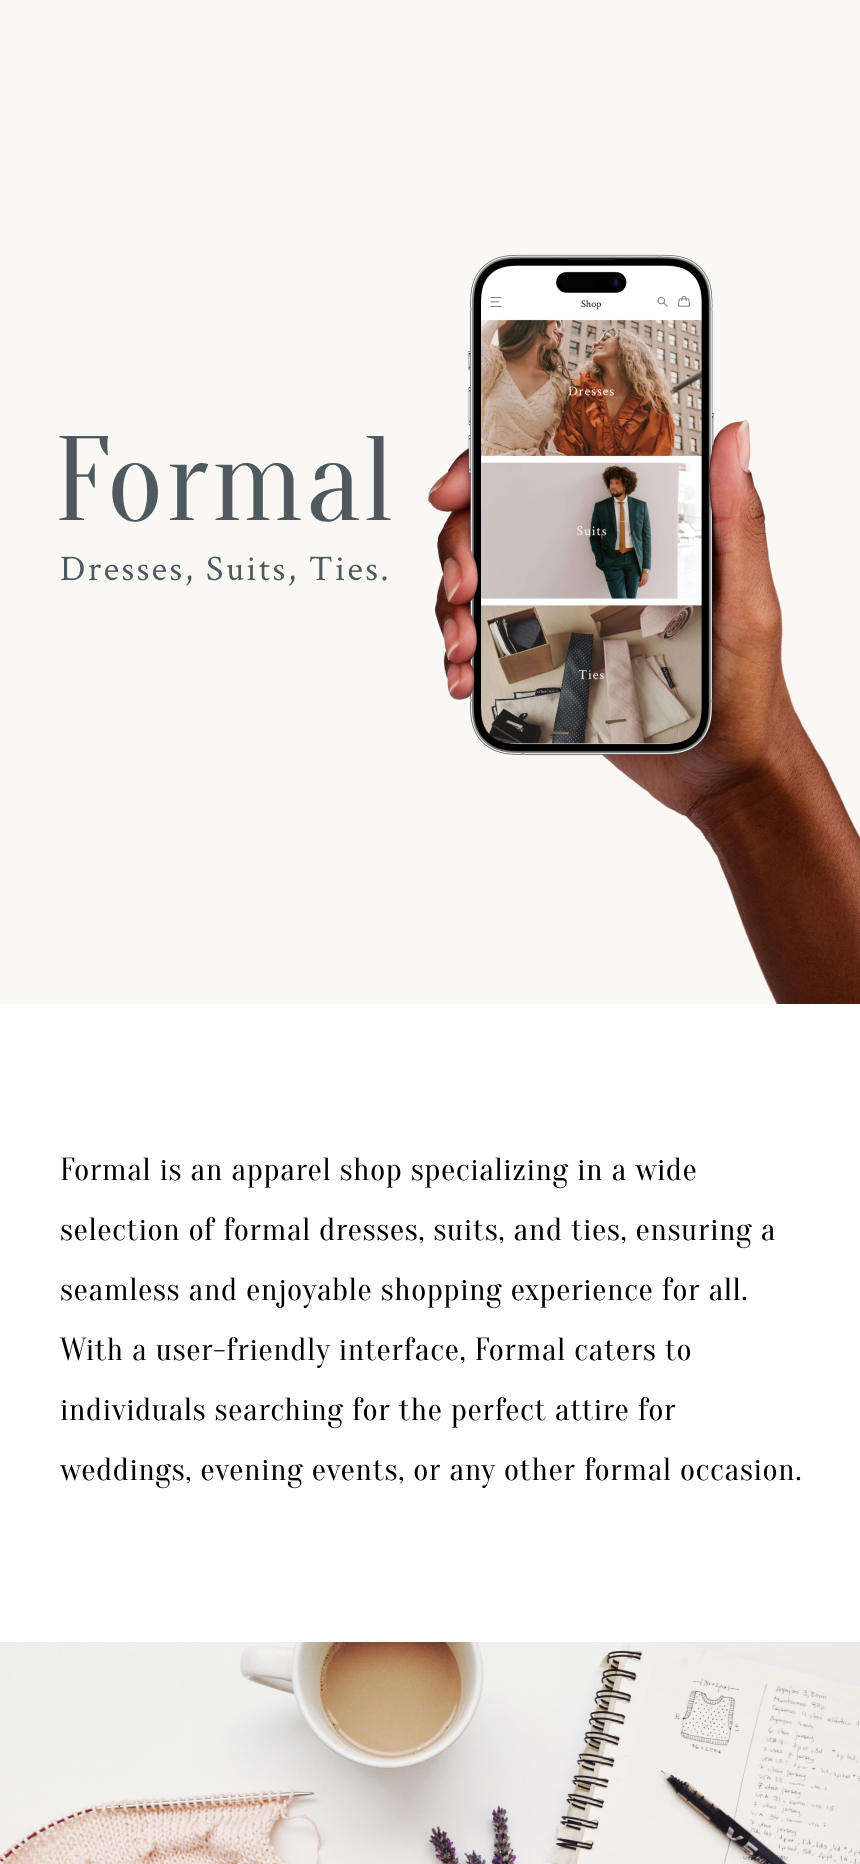 Shop
Dresses
Formal
Suits
Dresses, Suits, Ties.
Ties
Formal is an apparel shop specializing in a wide
selection of formal dresses, suits, and ties, ensuring a
seamless and enjoyable shopping experience for all.
With a user-friendly interface, Formal caters to
individuals searching for the perfect attire for
weddings, evening events, or any other formal occasion.